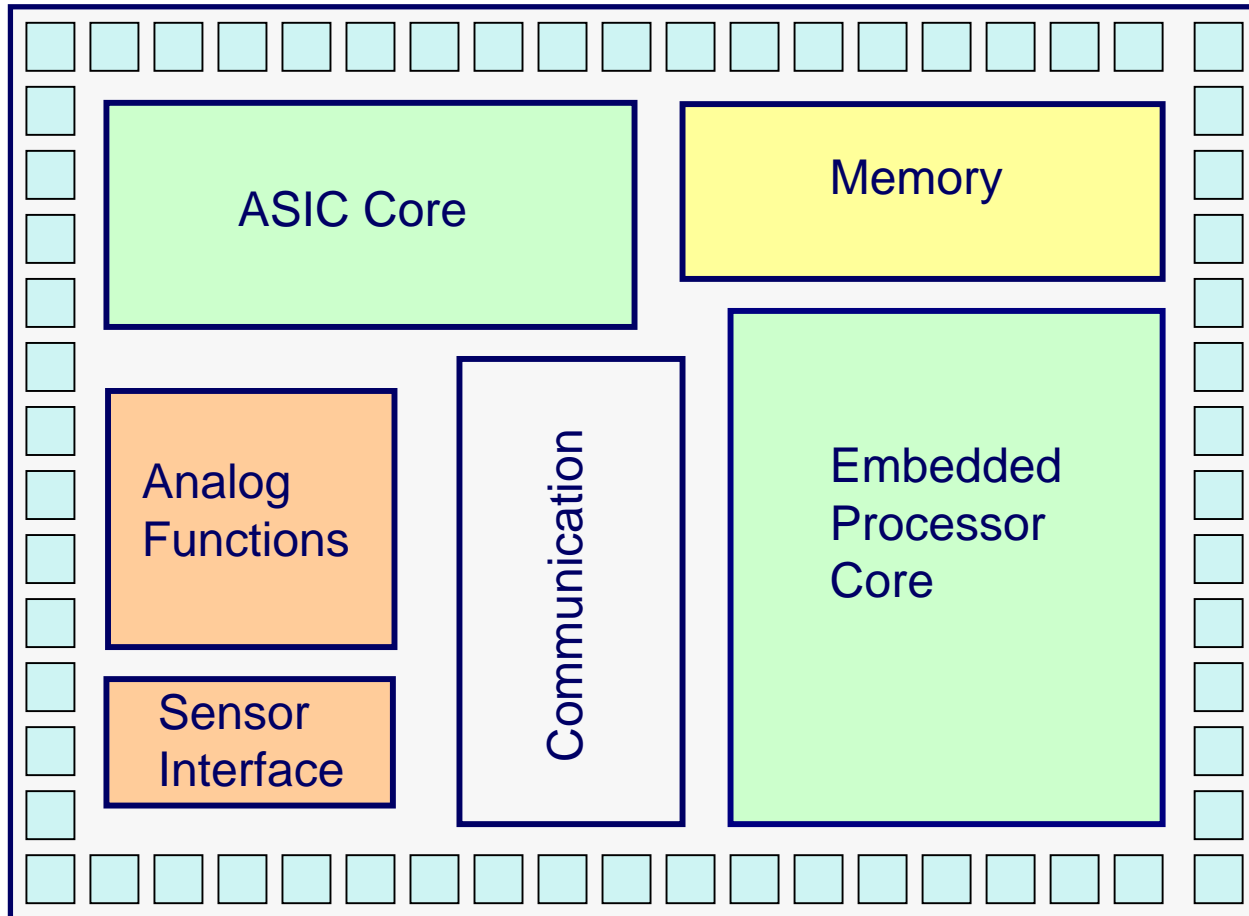 ASIC Core
Memory
Analog
Functions
Communication
Embedded
Processor
Core
Sensor
Interface